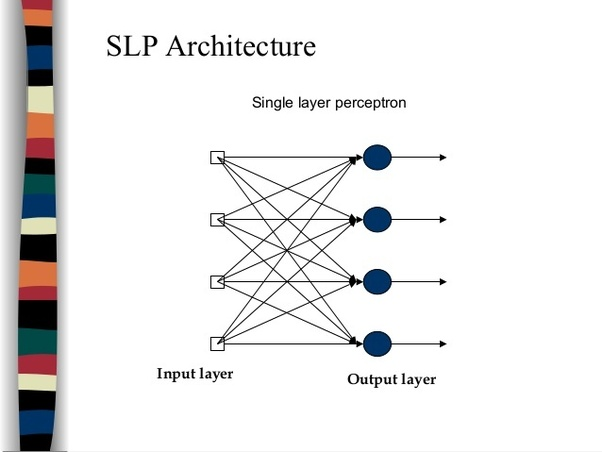 SLP Architecture
Single layer perceptron
Input layer
Output layer